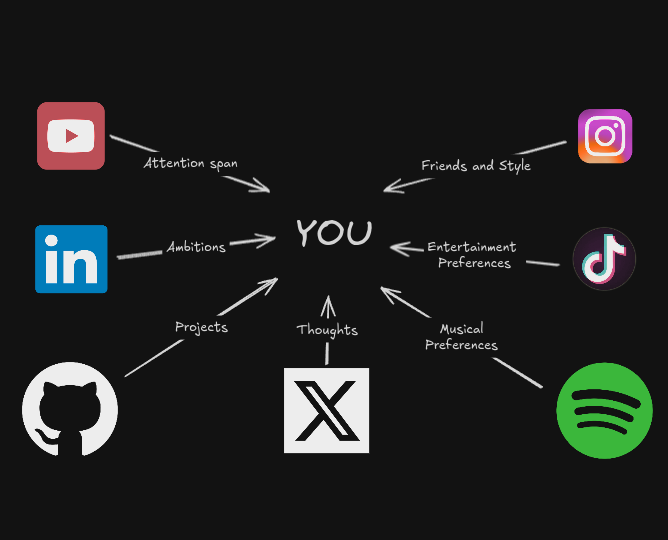 Attention span
Friends and Style
YOU
Ambitions
in
Entertainment
Preferences
Projects
Thoughts
Musical
Preferences
X